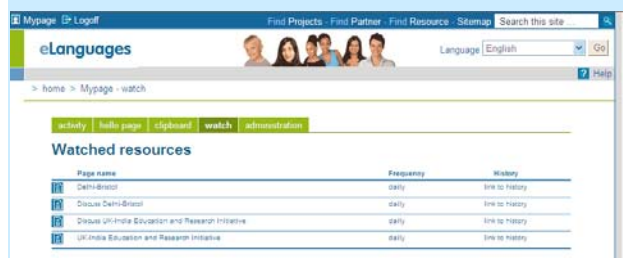 Mypage Logoff Find Projects - Find Partner - Find Resource - Sitemap Search this site ...
eLanguages Language English Go
? Help
> home > Mypage - watch
activity hello page clipboard watch administration
Watched resources
Page name Frequency History
Delhi-Bristol daily link to history
Discuss Delhi-Bristol daily link to history
Discuss UK-India Education and Research Initiative daily link to history
UK-India Education and Research Initiative daily link to history